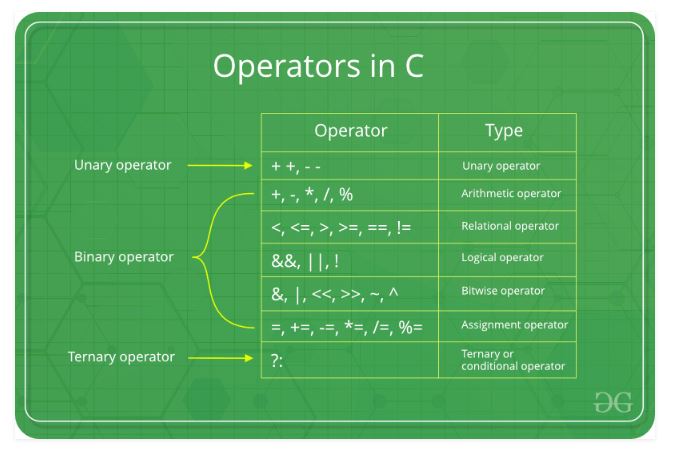 Operators in C
Operator Type
Unary operator + +, - - Unary operator
+, -, *, /, % Arithmetic operator
<, <=, >, >=, ==, != Relational operator
Binary operator &&, ||, ! Logical operator
&, |, <<, >>, ~, ^ Bitwise operator
=, +=, -=, *=, /=, %= Assignment operator
Ternary operator ?: Ternary or
conditional operator